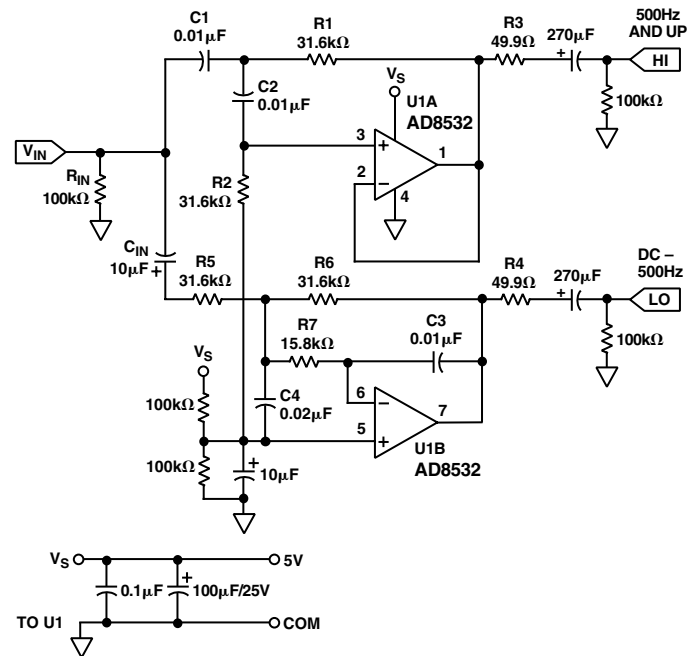 C1
0.01μF
R1
31.6kΩ
R3
49.9Ω
270μF
+
500Hz
AND UP
HI
100kΩ
VS
U1A
AD8532
C2
0.01μF
3
+
2
−
1
4
VIN
RIN
100kΩ
R2
31.6kΩ
CIN
10μF
+
R5
31.6kΩ
R6
31.6kΩ
R4
49.9Ω
270μF
+
DC –
500Hz
LO
100kΩ
R7
15.8kΩ
C3
0.01μF
VS
100kΩ
C4
0.02μF
6
−
5
+
7
U1B
AD8532
100kΩ
+
10μF
VS
5V
0.1μF
+
100μF/25V
TO U1
COM